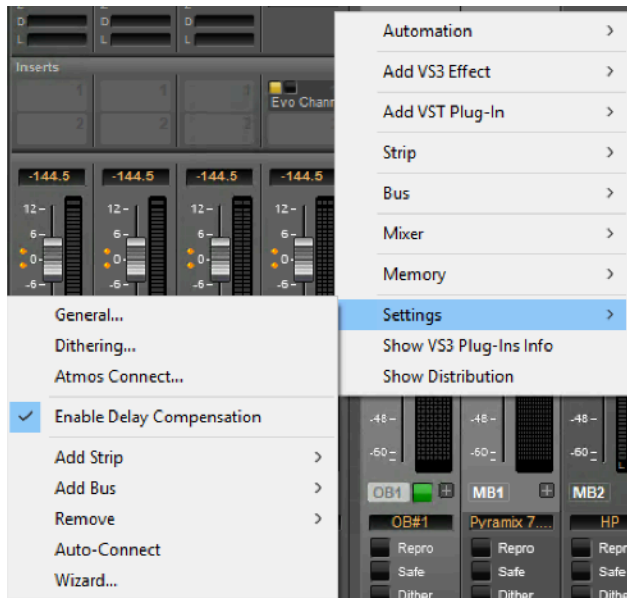 D D D
L L L
Inserts
1 1 1
2 2 2
Evo Chann
-144.5 -144.5 -144.5 -144.5
12- 12- 12- 12-
6- 6- 6- 6-
0- 0- 0- 0-
-6- -6- -6- -6-
Automation
Add VS3 Effect
Add VST Plug-In
Strip
Bus
Mixer
Memory
Settings
Show VS3 Plug-Ins Info
Show Distribution
General...
Dithering...
Atmos Connect...
Enable Delay Compensation
Add Strip
Add Bus
Remove
Auto-Connect
Wizard...
-48- -48- -48-
-60- -60- -60-
L
OB1 MB1 MB2
OB#1 Pyramix 7.... HP
Repro Repro Repr
Safe Safe Safe
Dither Dither Dithe